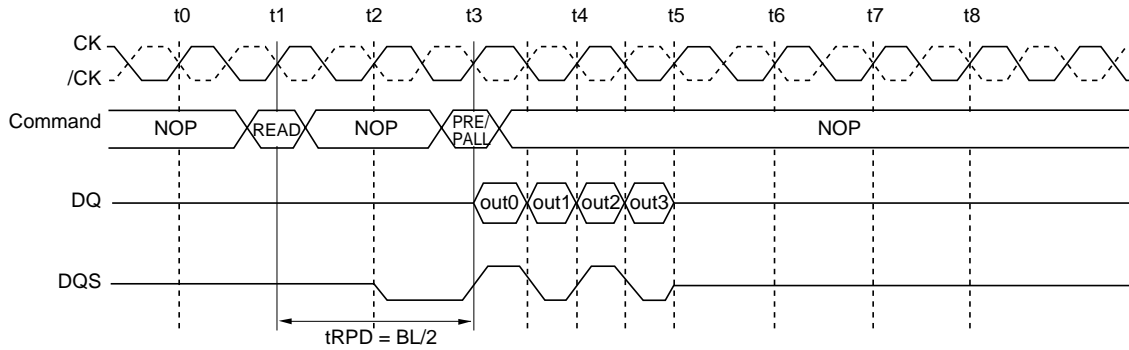 t0 t1 t2 t3 t4 t5 t6 t7 t8
CK
/CK
Command NOP READ NOP PRE/ PALL NOP
DQ out0 out1 out2 out3
DQS
tRPD = BL/2